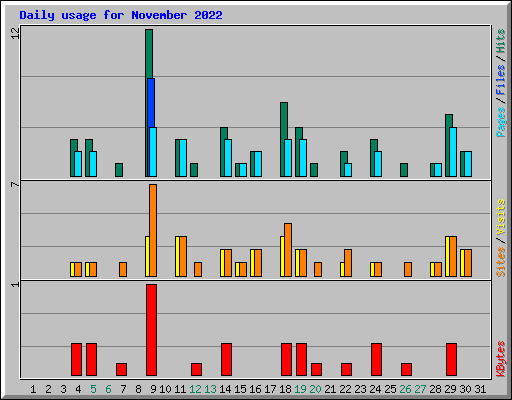 Daily usage for November 2022
12
Pages / Files / Hits
7
Sites / Visits
1
KBytes
1 2 3 4 5 6 7 8 9 10 11 12 13 14 15 16 17 18 19 20 21 22 23 24 25 26 27 28 29 30 31